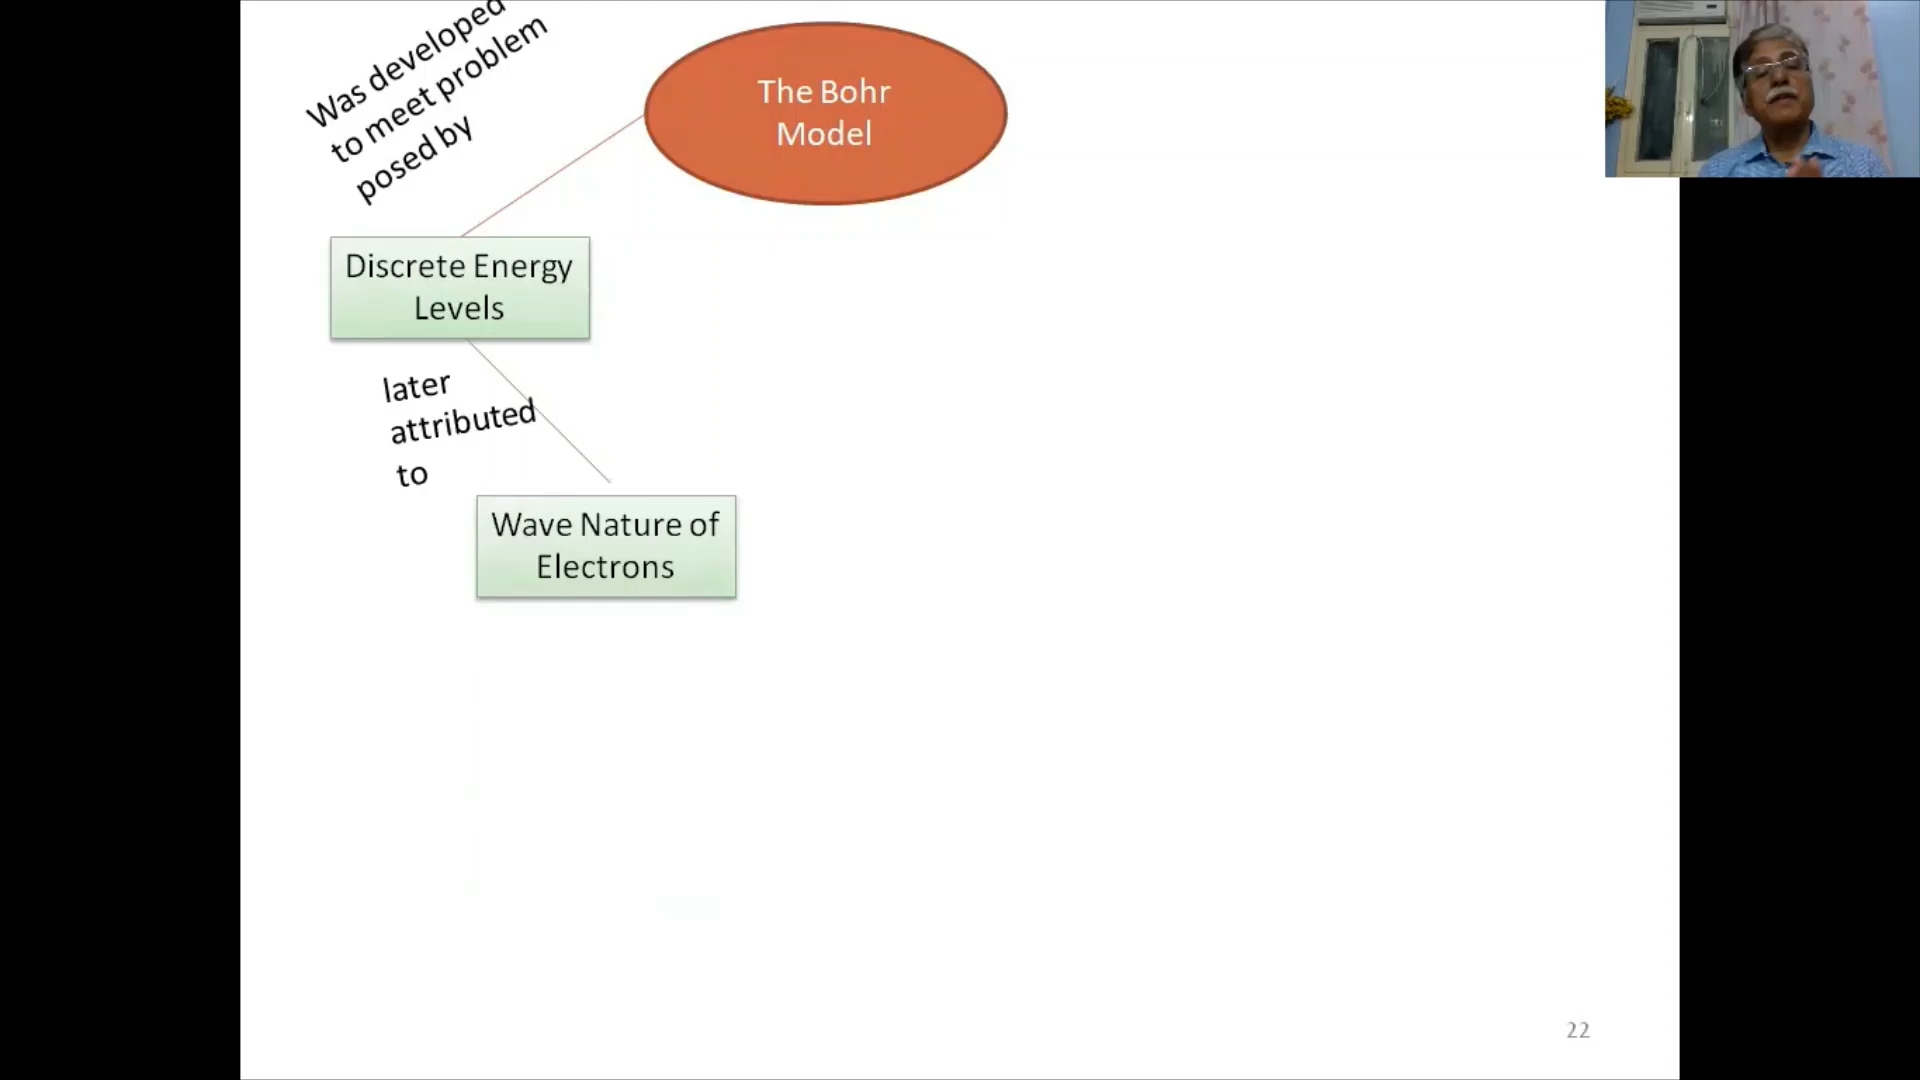 Was developed
to meet problem
posed by
The Bohr
Model
Discrete Energy
Levels
later
attributed
to
Wave Nature of
Electrons
22